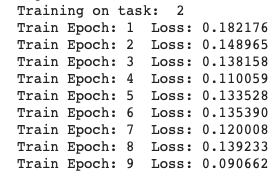 Training on task:  2
Train Epoch: 1  Loss: 0.182176
Train Epoch: 2  Loss: 0.148965
Train Epoch: 3  Loss: 0.138158
Train Epoch: 4  Loss: 0.110059
Train Epoch: 5  Loss: 0.133528
Train Epoch: 6  Loss: 0.135390
Train Epoch: 7  Loss: 0.120008
Train Epoch: 8  Loss: 0.139233
Train Epoch: 9  Loss: 0.090662